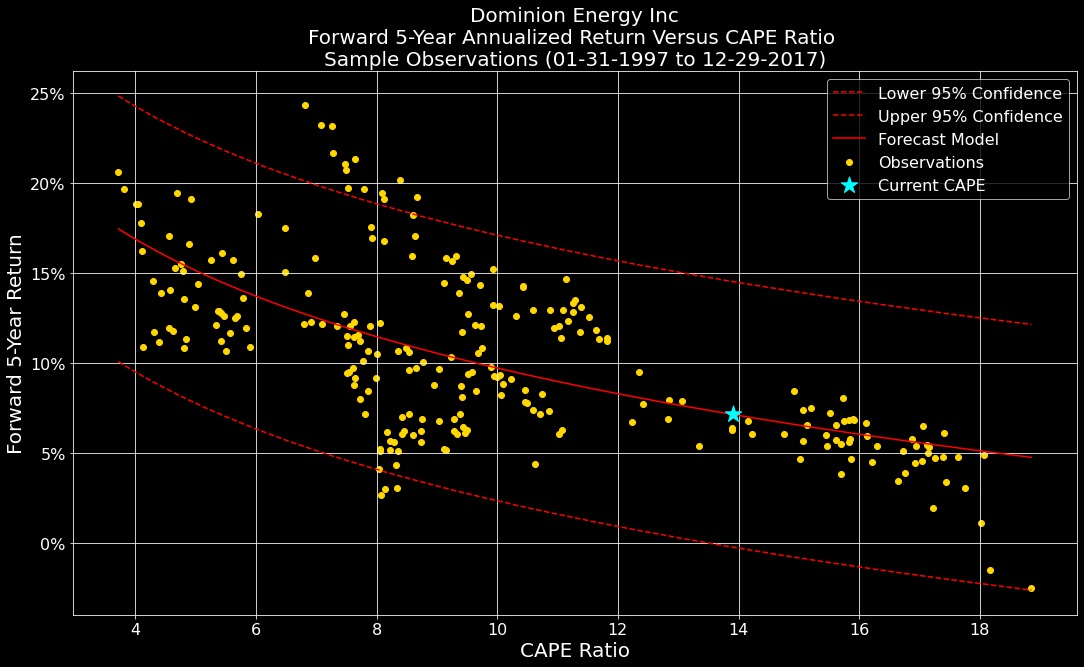 Dominion Energy Inc
Forward 5-Year Annualized Return Versus CAPE Ratio
Sample Observations (01-31-1997 to 12-29-2017)
Lower 95% Confidence
Upper 95% Confidence
Forecast Model
Observations
Current CAPE
Forward 5-Year Return
25%
20%
15%
10%
5%
0%
4 6 8 10 12 14 16 18
CAPE Ratio